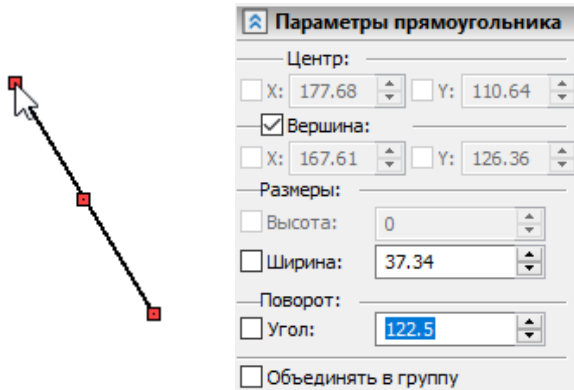 Параметры прямоугольника
Центр:
X: 177.68 Y: 110.64
Вершина:
X: 167.61 Y: 126.36
Размеры:
Высота: 0
Ширина: 37.34
Поворот:
Угол: 122.5
Объединять в группу